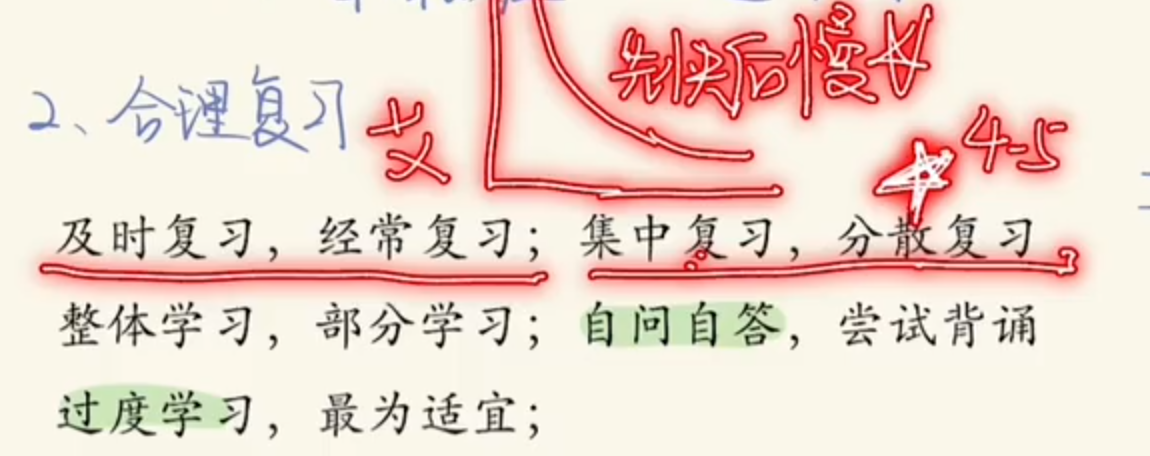 先快后慢
2、合理复习
4-5
及时复习，经常复习；集中复习，分散复习
整体学习，部分学习；自问自答，尝试背诵
过度学习，最为适宜；